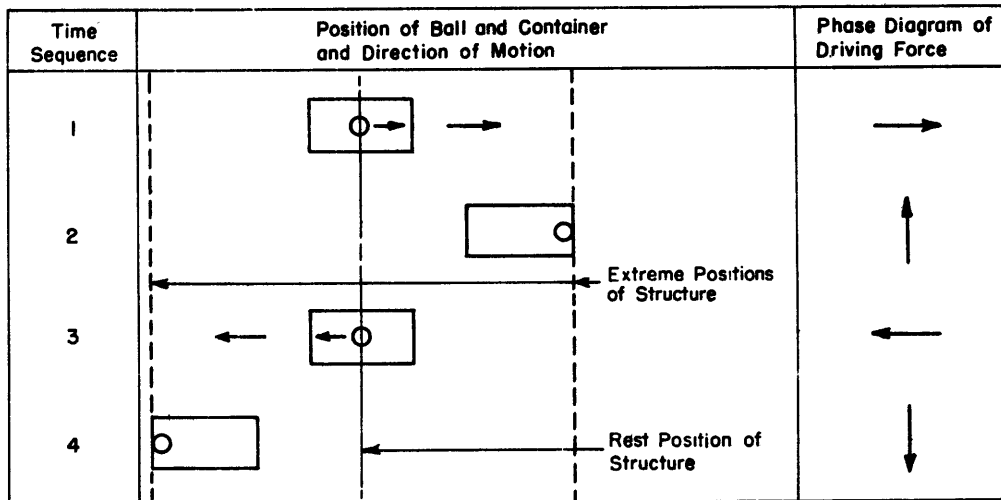 Time
Sequence
Position of Ball and Container
and Direction of Motion
Phase Diagram of
Driving Force
1
2
Extreme Positions
of Structure
3
4
Rest Position of
Structure